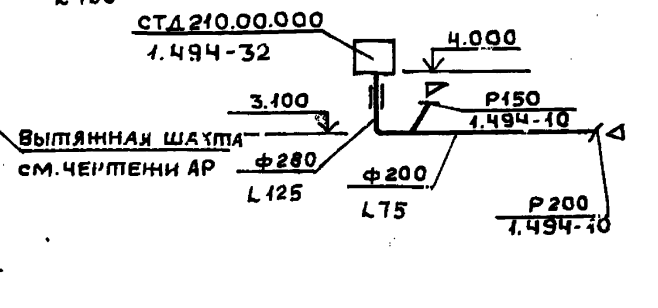 СТД 210.00.000
1.494-32
4.000
3.100
Р150
1.494-10
ВЫТЯЖНАЯ ШАХТА
СМ. ЧЕРТЕЖИ АР
ф280
L125
ф200
L75
Р200
1.494-10